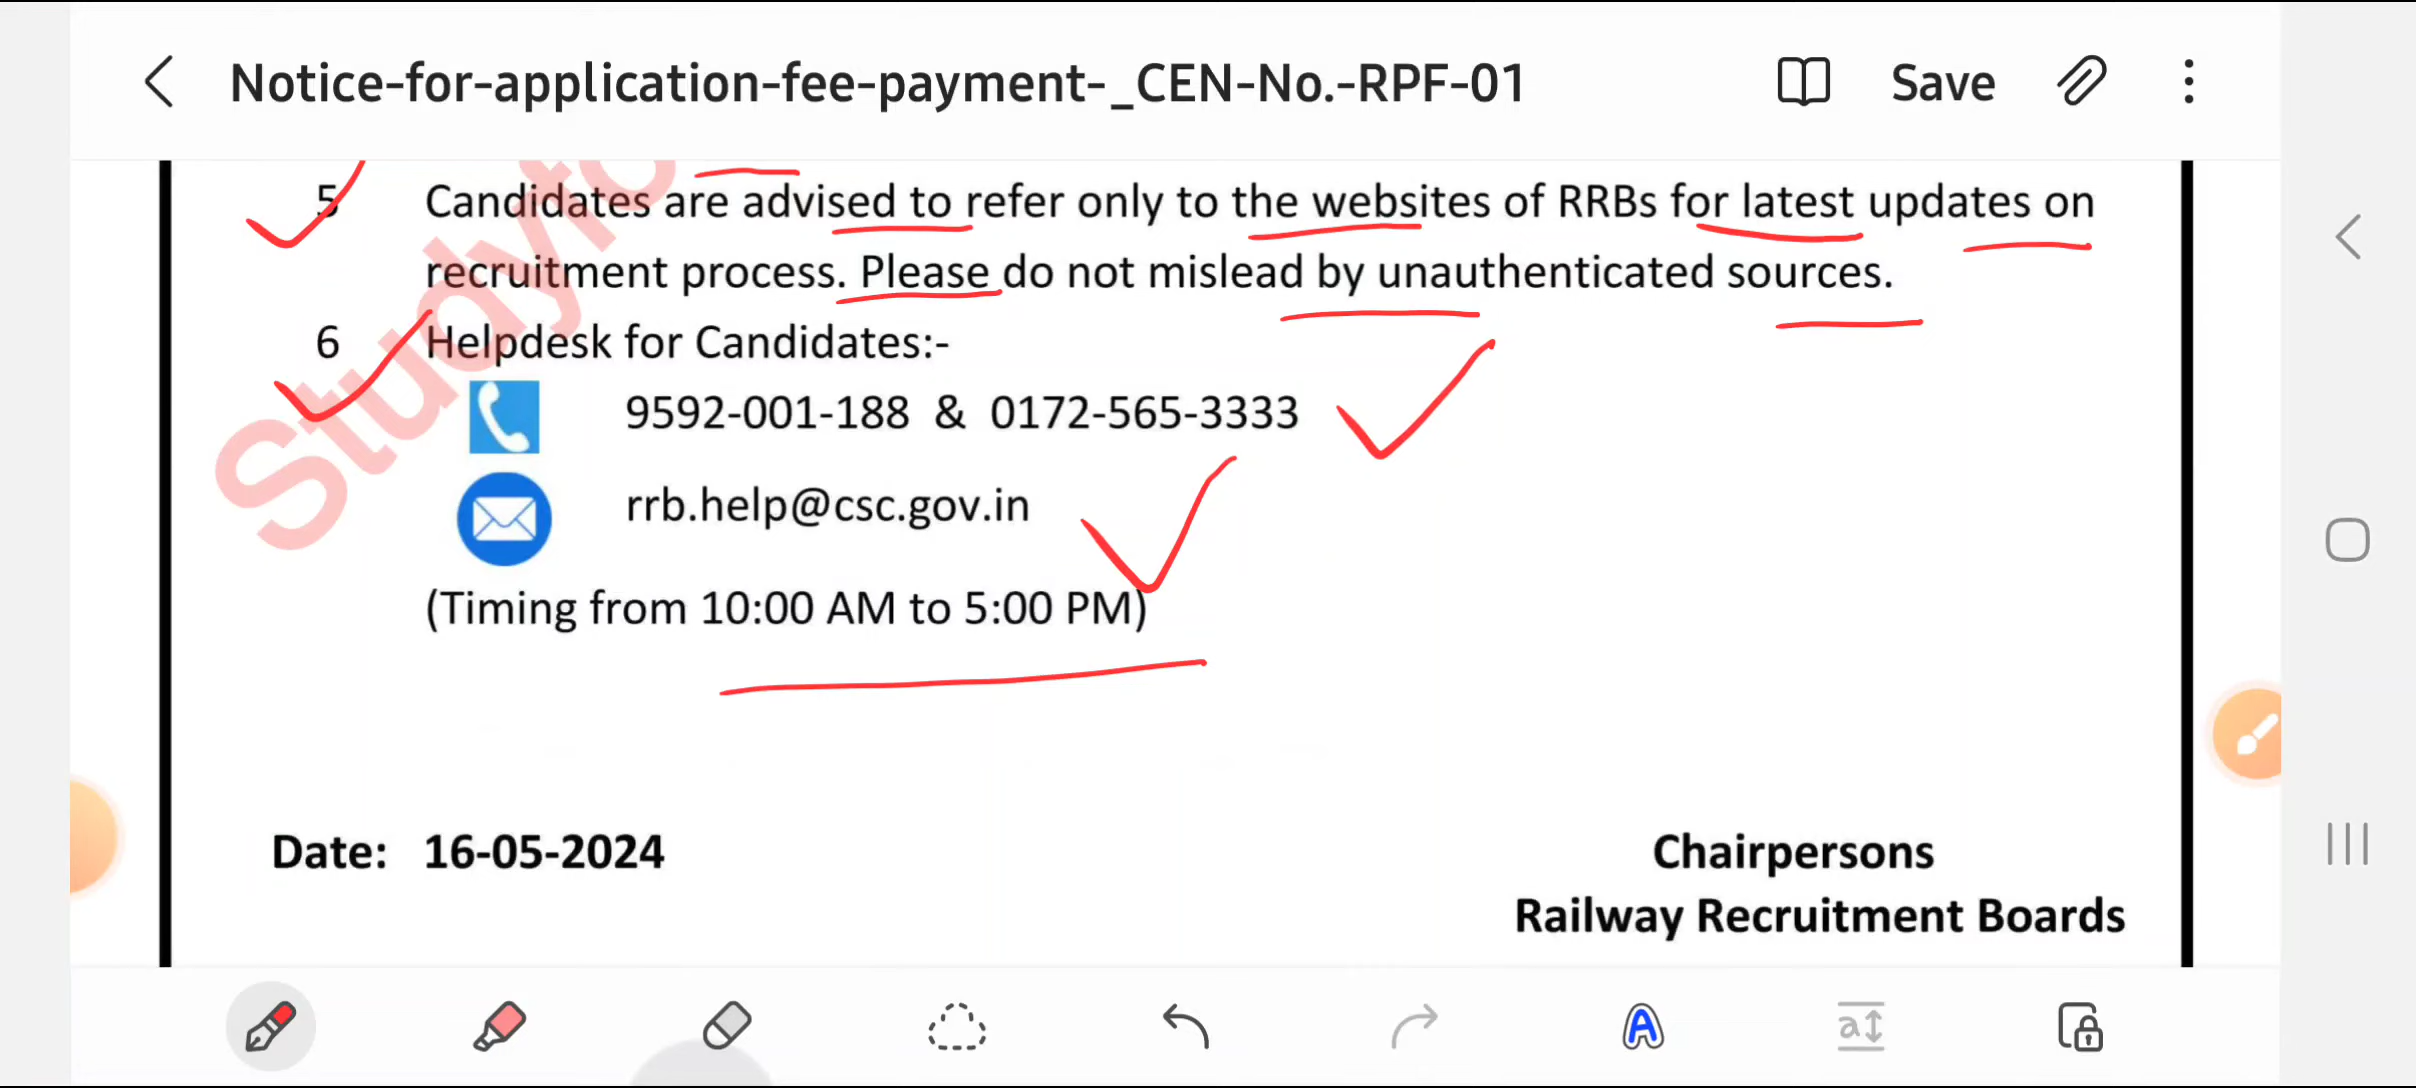 Notice-for-application-fee-payment-_CEN-No.-RPF-01
Save
5 Candidates are advised to refer only to the websites of RRBs for latest updates on
recruitment process. Please do not mislead by unauthenticated sources.
6 Helpdesk for Candidates:-
9592-001-188 & 0172-565-3333
rrb.help@csc.gov.in
(Timing from 10:00 AM to 5:00 PM)
Date: 16-05-2024
Chairpersons
Railway Recruitment Boards